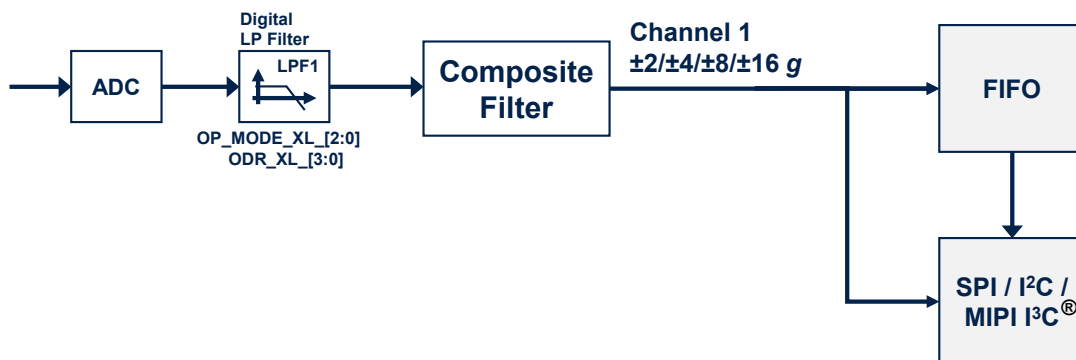 ADC
Digital
LP Filter
LPF1
OP_MODE_XL_[2:0]
ODR_XL_[3:0]
Composite
Filter
Channel 1
±2/±4/±8/±16 g
FIFO
SPI / I²C /
MIPI I³C®